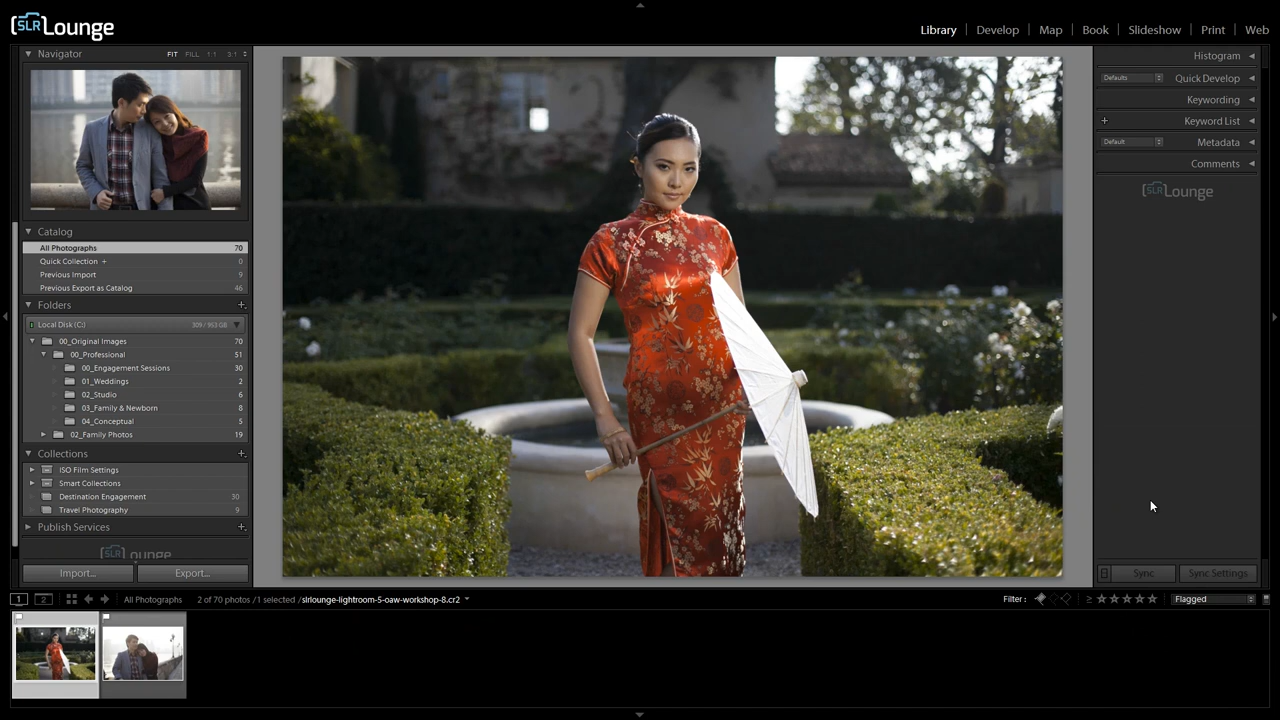 SLR Lounge
Library | Develop | Map | Book | Slideshow | Print | Web
Navigator FIT FILL 1:1 3:1
Catalog
All Photographs 70
Quick Collection + 0
Previous Import 9
Previous Export as Catalog 46
Folders +
Local Disk (C:) 309 / 953 GB
00_Original Images 70
00_Professional 51
00_Engagement Sessions 30
01_Weddings 2
02_Studio 6
03_Family & Newborn 8
04_Conceptual 5
02_Family Photos 19
Collections +
ISO Film Settings
Smart Collections
Destination Engagement 30
Travel Photography 9
Publish Services +
SLR Lounge
Import... Export...
Histogram
Defaults Quick Develop
Keywording
+ Keyword List
Default Metadata
Comments
SLR Lounge
Sync Sync Settings
1 2 All Photographs 2 of 70 photos /1 selected /slrlounge-lightroom-5-oaw-workshop-8.cr2 Filter : ≥ ★★★★★ Flagged